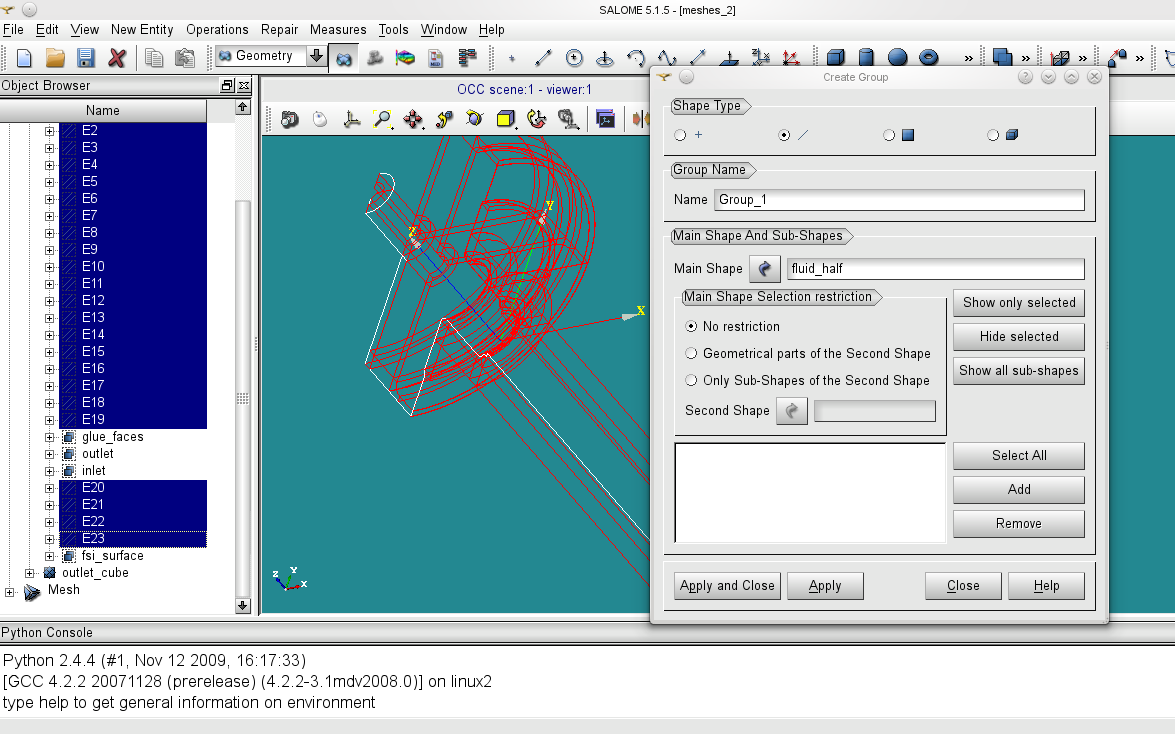 SALOME 5.1.5 - [meshes_2]
File Edit View New Entity Operations Repair Measures Tools Window Help
Geometry
»
»
»
»
Object Browser
Name
E2
E3
E4
E5
E6
E7
E8
E9
E10
E11
E12
E13
E14
E15
E16
E17
E18
E19
glue_faces
outlet
inlet
E20
E21
E22
E23
fsi_surface
outlet_cube
Mesh
OCC scene:1 - viewer:1
Y
X
Z
Y
X
Create Group
Shape Type
Group Name
Name Group_1
Main Shape And Sub-Shapes
Main Shape fluid_half
Main Shape Selection restriction
No restriction
Geometrical parts of the Second Shape
Only Sub-Shapes of the Second Shape
Second Shape
Show only selected
Hide selected
Show all sub-shapes
Select All
Add
Remove
Apply and Close Apply Close Help
Python Console
Python 2.4.4 (#1, Nov 12 2009, 16:17:33)
[GCC 4.2.2 20071128 (prerelease) (4.2.2-3.1mdv2008.0)] on linux2
type help to get general information on environment